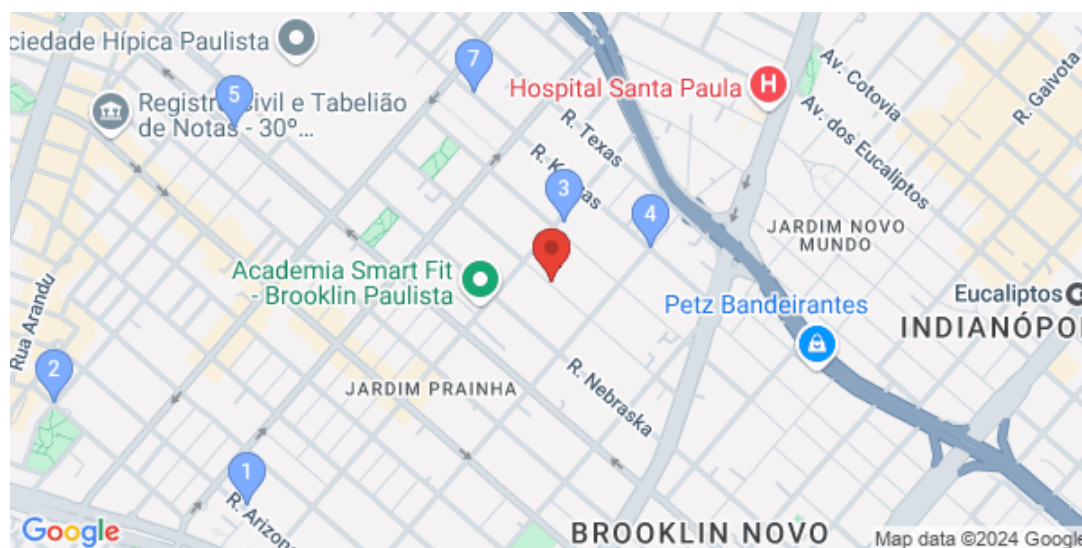 ciedade Hípica Paulista
7
5
Hospital Santa Paula
H
Av. Cotovia
R. Gaivota
Registro Civil e Tabelião
de Notas - 30º...
R. Texas
Av. dos Eucaliptos
R. Kansas
3
4
JARDIM NOVO
MUNDO
Academia Smart Fit
- Brooklin Paulista
Eucaliptos
Petz Bandeirantes
INDIANÓPO
Rua Arandu
2
JARDIM PRAINHA
R. Nebraska
1
R. Arizona
Google
BROOKLIN NOVO
Map data ©2024 Google